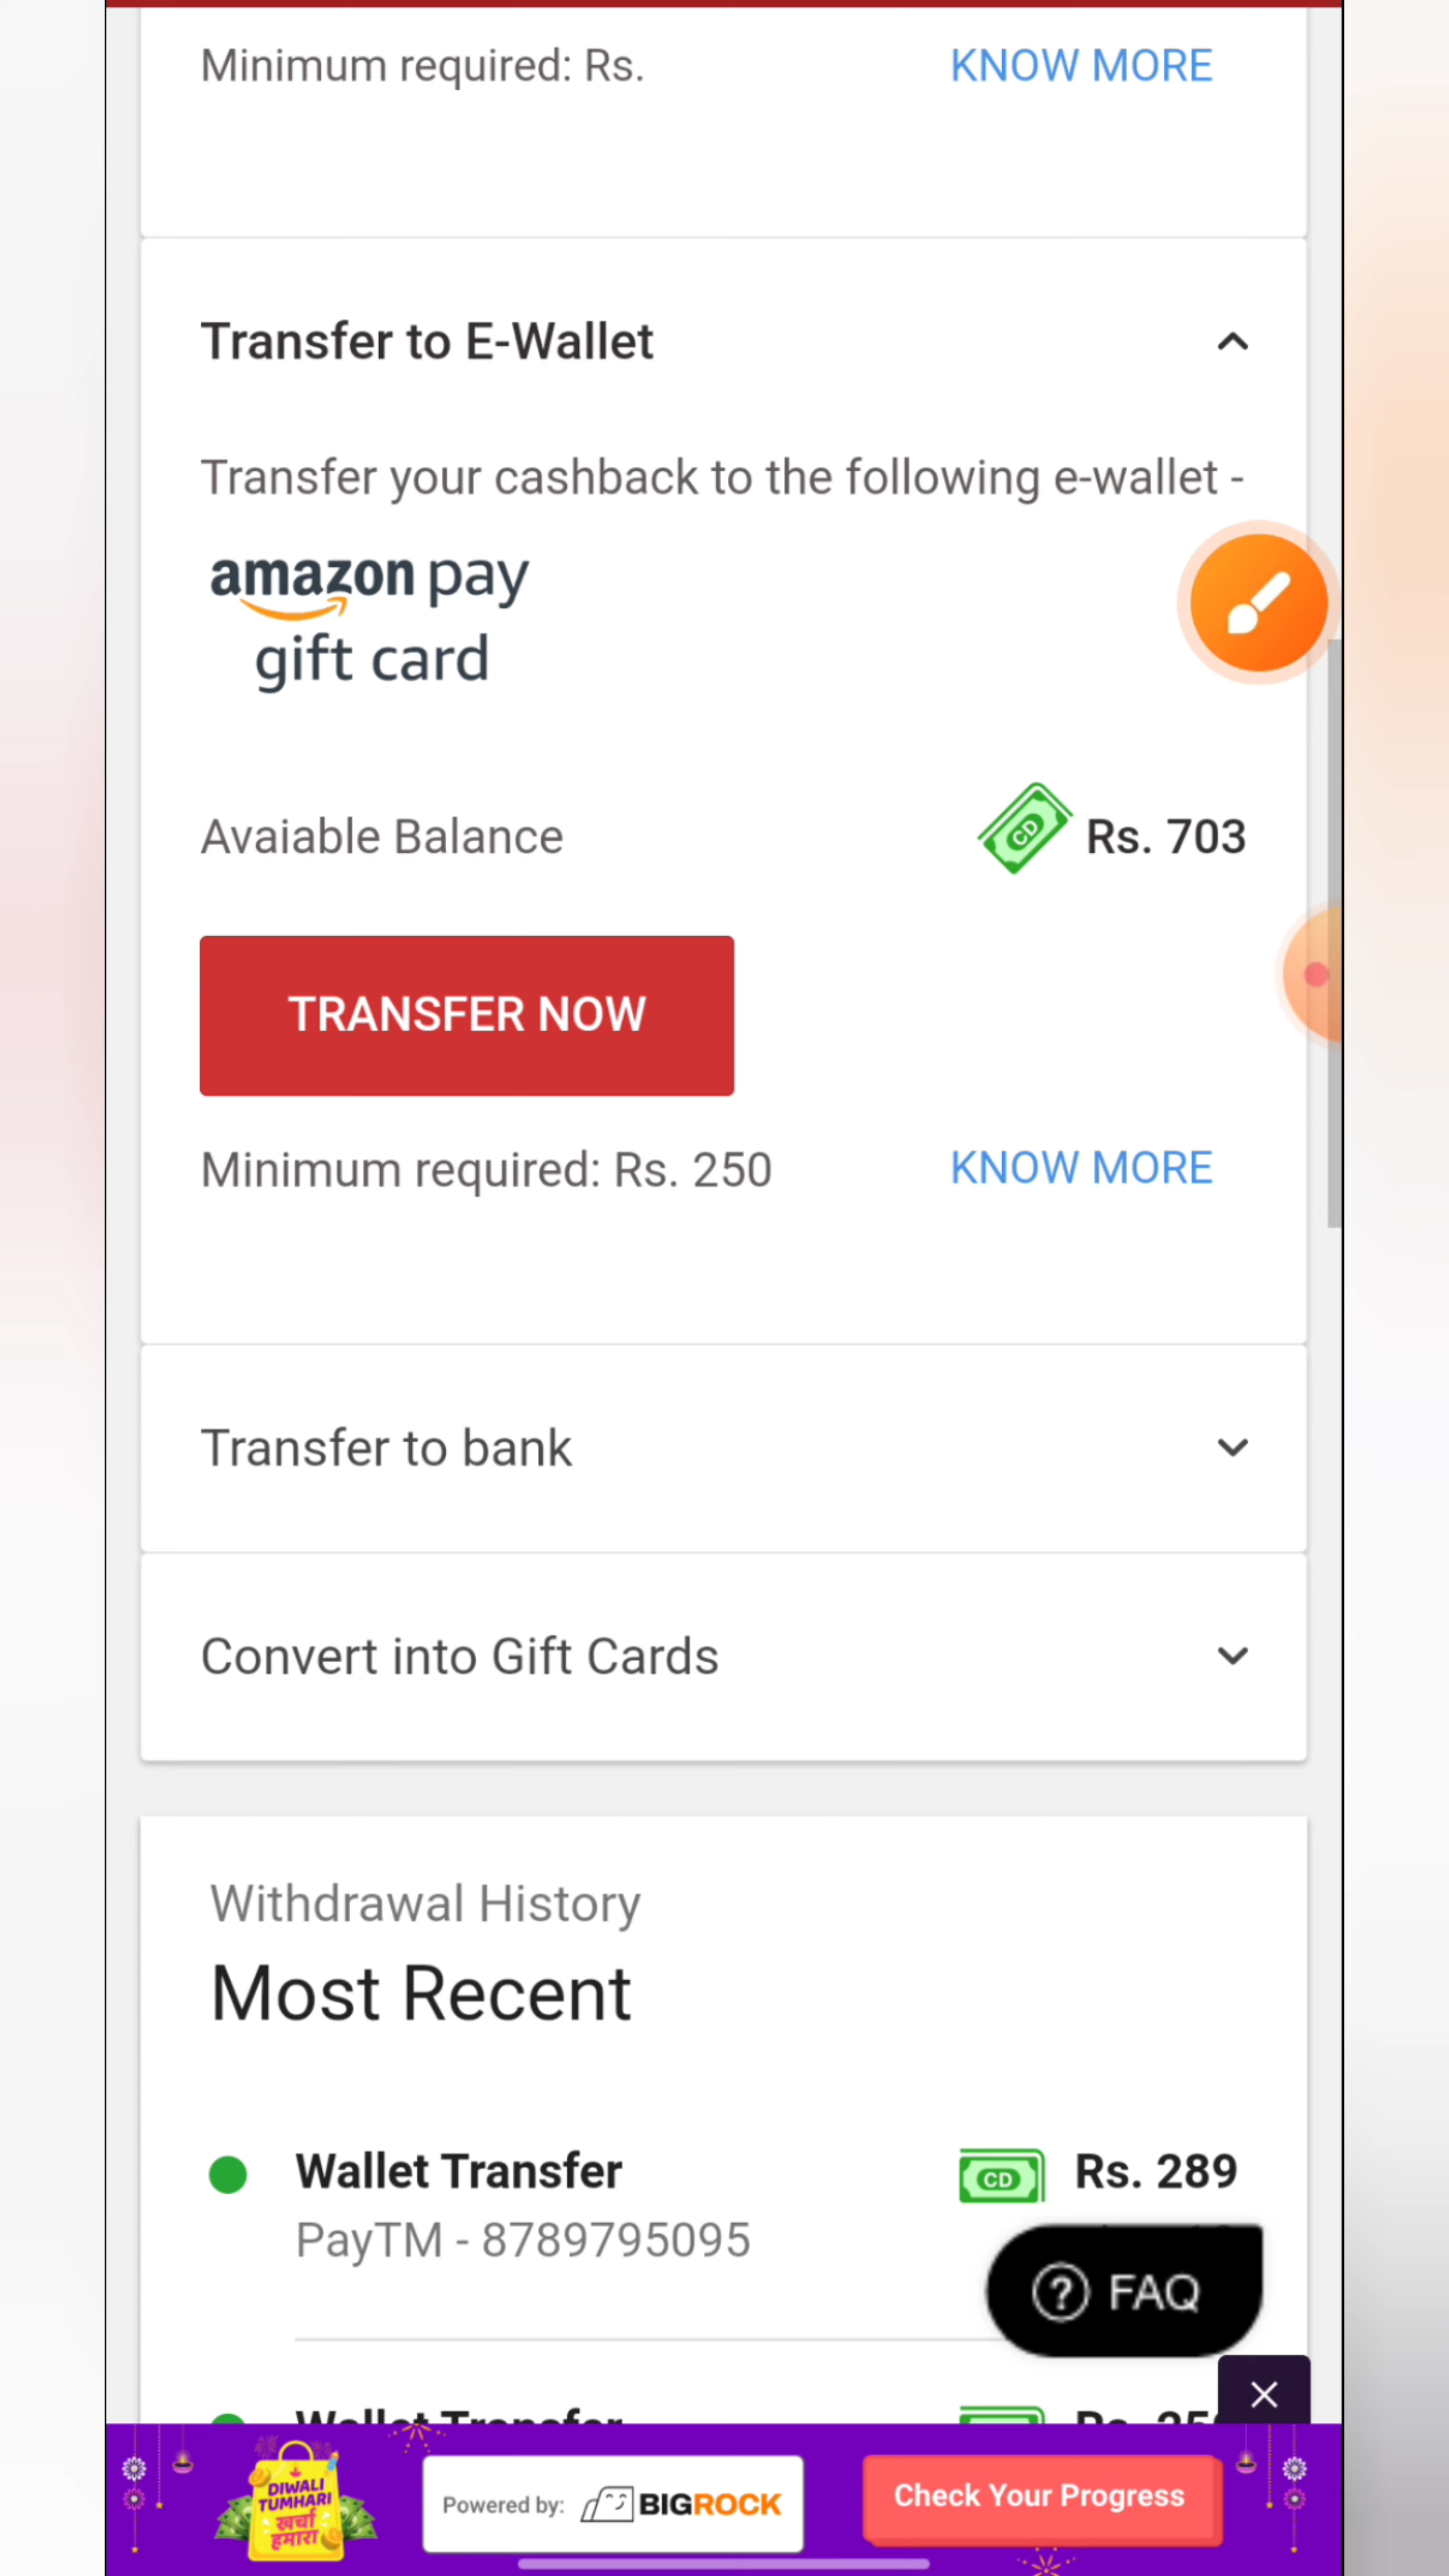 Minimum required: Rs.
KNOW MORE
Transfer to E-Wallet
Transfer your cashback to the following e-wallet -
amazon pay
gift card
Avaiable Balance
CD
Rs. 703
TRANSFER NOW
Minimum required: Rs. 250
KNOW MORE
Transfer to bank
Convert into Gift Cards
Withdrawal History
Most Recent
Wallet Transfer
CD
Rs. 289
PayTM - 8789795095
? FAQ
Wallet Transfer
DIWALI
TUMHARI
खर्चा
हमारा
Powered by:
BIGROCK
Check Your Progress